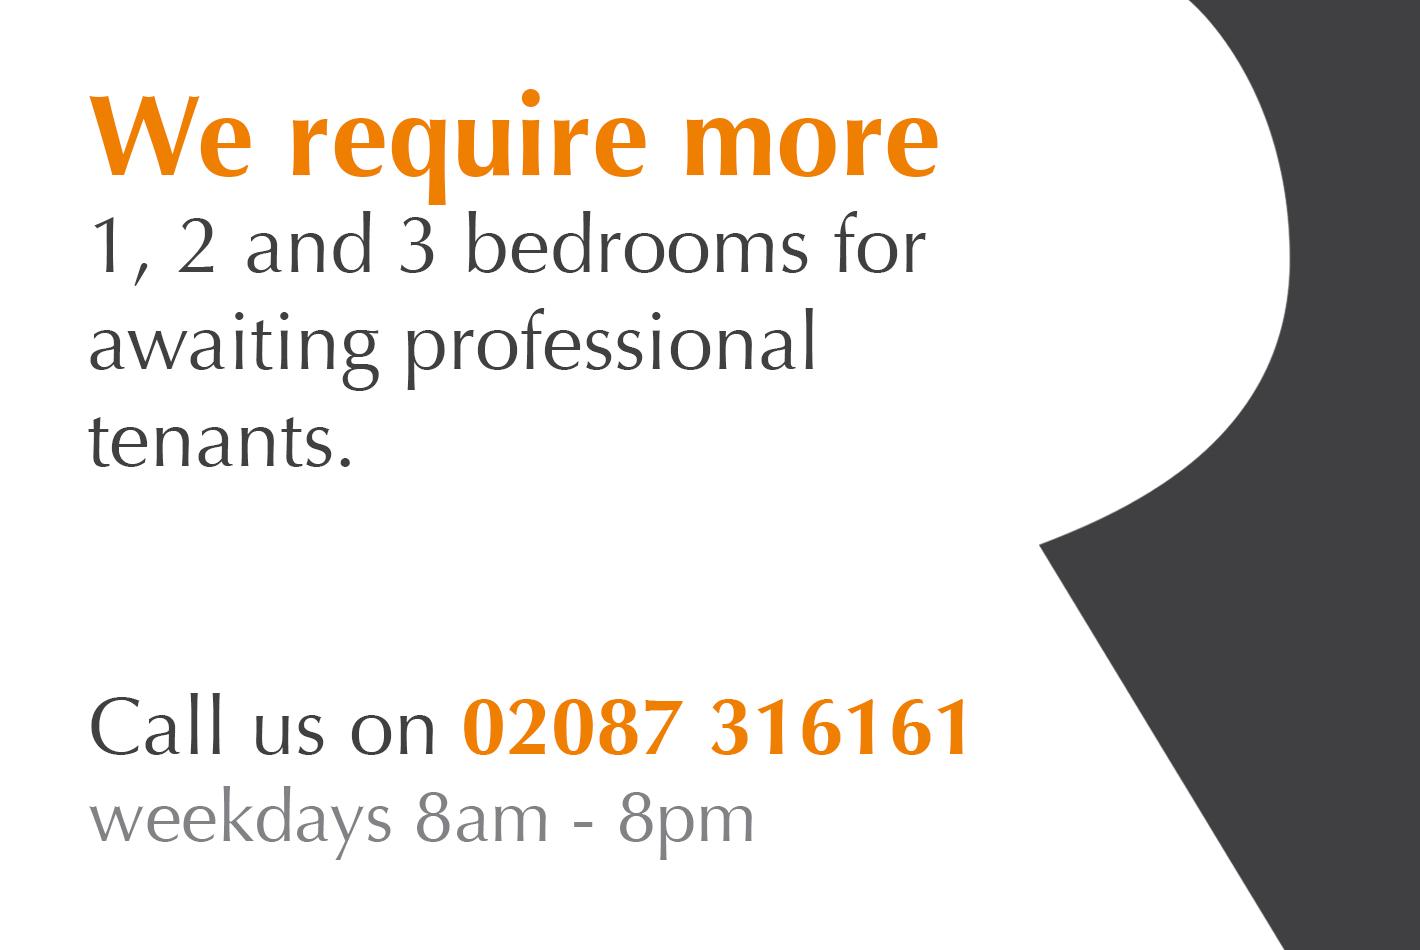 We require more
1, 2 and 3 bedrooms for
awaiting professional
tenants.
Call us on 02087 316161
weekdays 8am - 8pm